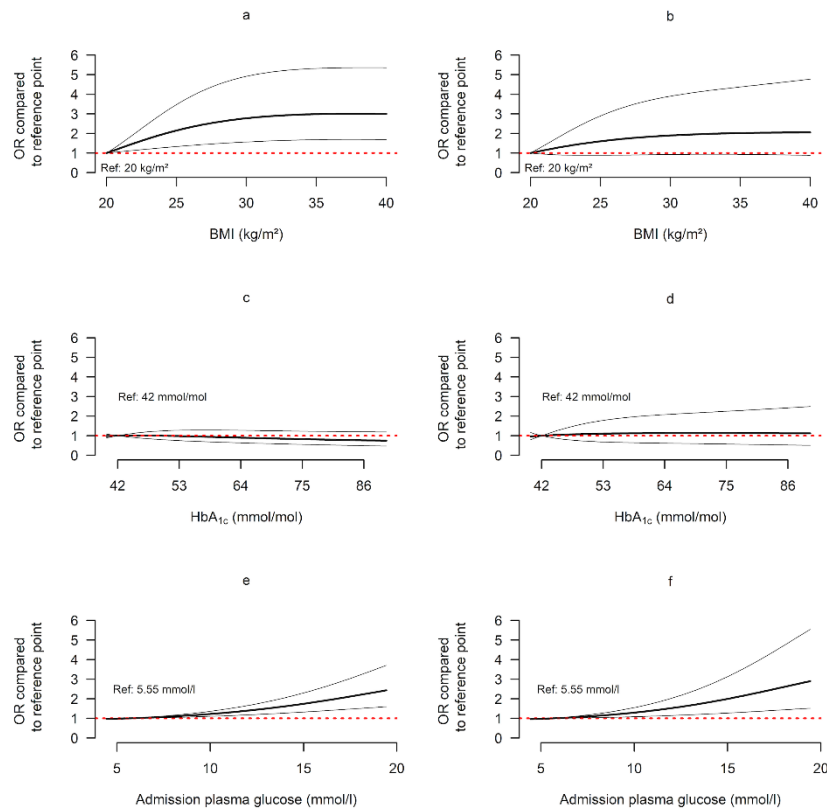 a
OR compared
to reference point
6
5
4
3
2
1
0
Ref: 20 kg/m²
20 25 30 35 40
BMI (kg/m²)
b
OR compared
to reference point
6
5
4
3
2
1
0
Ref: 20 kg/m²
20 25 30 35 40
BMI (kg/m²)
c
OR compared
to reference point
6
5
4
3
2
1
0
Ref: 42 mmol/mol
42 53 64 75 86
HbA1c (mmol/mol)
d
OR compared
to reference point
6
5
4
3
2
1
0
Ref: 42 mmol/mol
42 53 64 75 86
HbA1c (mmol/mol)
e
OR compared
to reference point
6
5
4
3
2
1
0
Ref: 5.55 mmol/l
5 10 15 20
Admission plasma glucose (mmol/l)
f
OR compared
to reference point
6
5
4
3
2
1
0
Ref: 5.55 mmol/l
5 10 15 20
Admission plasma glucose (mmol/l)